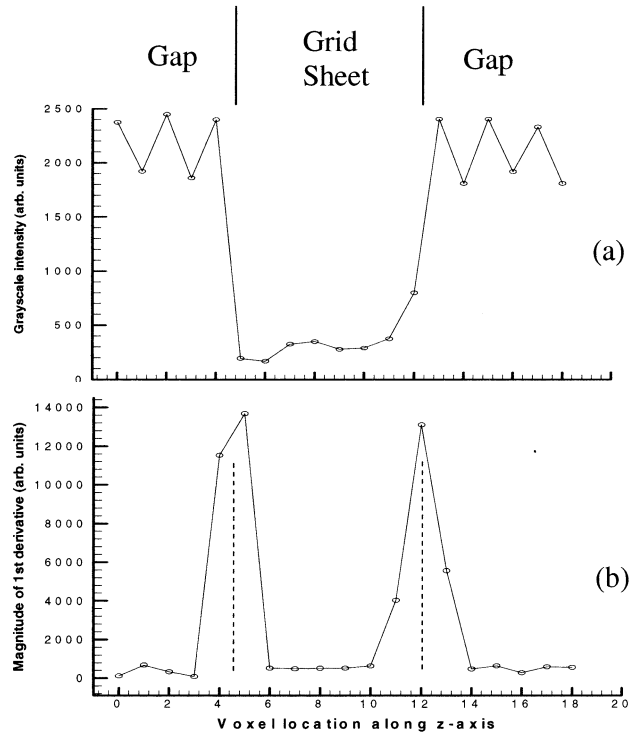 Gap
Grid
Sheet
Gap
2500
2000
1500
1000
500
0
Grayscale intensity (arb. units)
(a)
14000
12000
10000
8000
6000
4000
2000
0
Magnitude of 1st derivative (arb. units)
(b)
0 2 4 6 8 10 12 14 16 18 20
Voxel location along z-axis